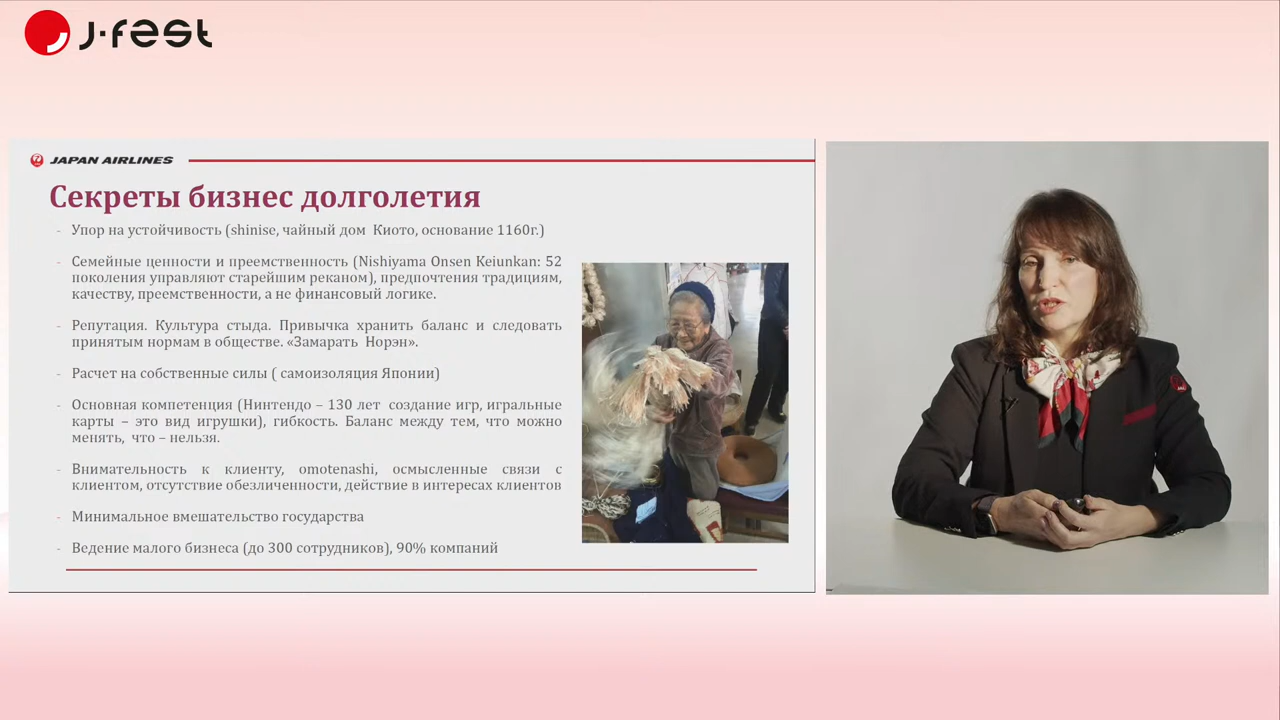 J-FEST
JAPAN AIRLINES
Секреты бизнес долголетия
- Упор на устойчивость (shinise, чайный дом Киото, основание 1160г.)
- Семейные ценности и преемственность (Nishiyama Onsen Keiunkan: 52
поколения управляют старейшим реканом), предпочтения традициям,
качеству, преемственности, а не финансовый логике.
- Репутация. Культура стыда. Привычка хранить баланс и следовать
принятым нормам в обществе. «Замарать Норэн».
- Расчет на собственные силы ( самоизоляция Японии)
- Основная компетенция (Нинтендо – 130 лет создание игр, игральные
карты – это вид игрушки), гибкость. Баланс между тем, что можно
менять, что – нельзя.
- Внимательность к клиенту, omotenashi, осмысленные связи с
клиентом, отсутствие обезличенности, действие в интересах клиентов
- Минимальное вмешательство государства
- Ведение малого бизнеса (до 300 сотрудников), 90% компаний